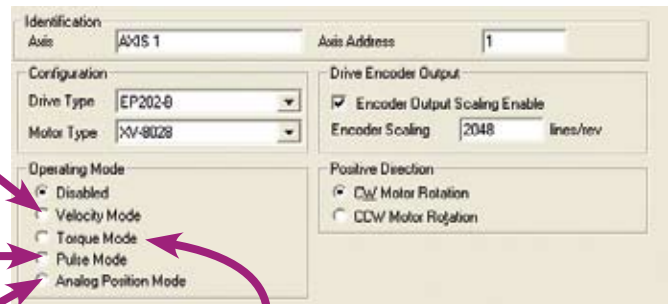 Identification
Axis AXIS 1 Axis Address 1
Configuration
Drive Type EP202-B
Motor Type XV-8028
Drive Encoder Output
Encoder Output Scaling Enable
Encoder Scaling 2048 lines/rev
Operating Mode
Disabled
Velocity Mode
Torque Mode
Pulse Mode
Analog Position Mode
Positive Direction
CW Motor Rotation
CCW Motor Rotation